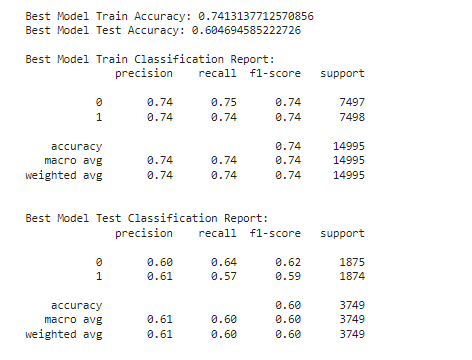 Best Model Train Accuracy: 0.7413137712570856
Best Model Test Accuracy: 0.604694585222726
Best Model Train Classification Report:
precision recall f1-score support
0 0.74 0.75 0.74 7497
1 0.74 0.74 0.74 7498
accuracy 0.74 14995
macro avg 0.74 0.74 0.74 14995
weighted avg 0.74 0.74 0.74 14995
Best Model Test Classification Report:
precision recall f1-score support
0 0.60 0.64 0.62 1875
1 0.61 0.57 0.59 1874
accuracy 0.60 3749
macro avg 0.61 0.60 0.60 3749
weighted avg 0.61 0.60 0.60 3749